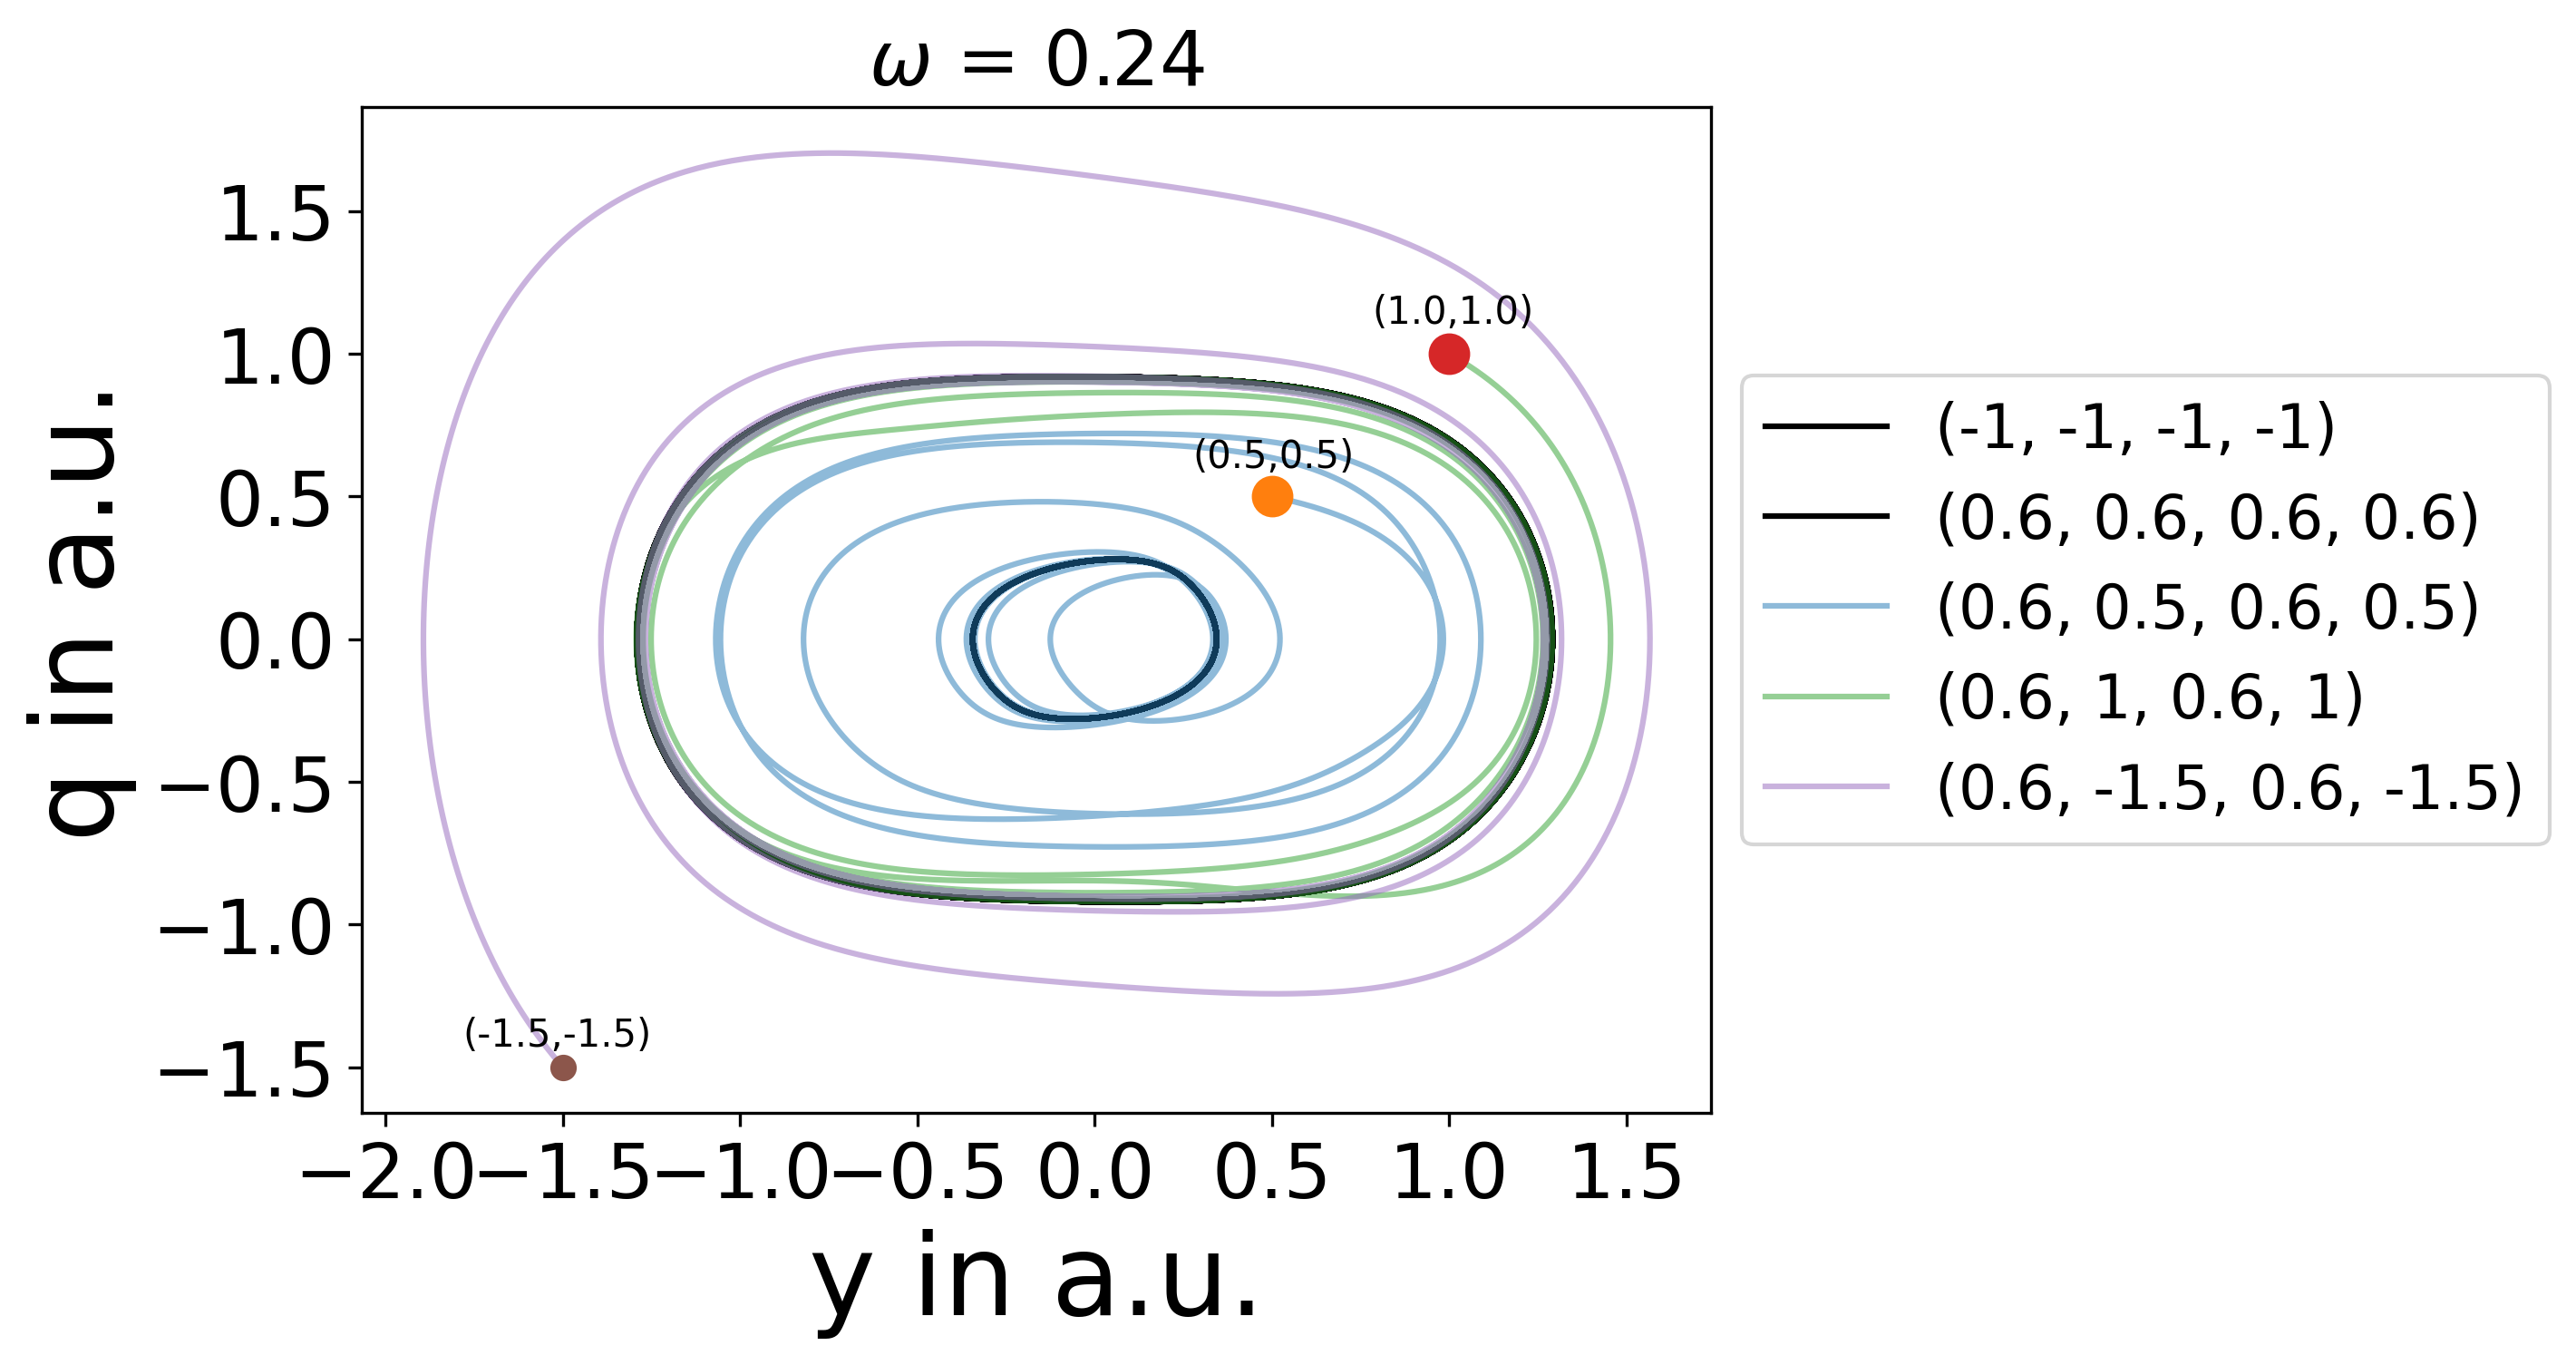 ω = 0.24
q in a.u.
1.5
1.0
0.5
0.0
−0.5
−1.0
−1.5
(1.0,1.0)
(0.5,0.5)
(-1.5,-1.5)
−2.0 −1.5 −1.0 −0.5 0.0 0.5 1.0 1.5
y in a.u.
(-1, -1, -1, -1)
(0.6, 0.6, 0.6, 0.6)
(0.6, 0.5, 0.6, 0.5)
(0.6, 1, 0.6, 1)
(0.6, -1.5, 0.6, -1.5)